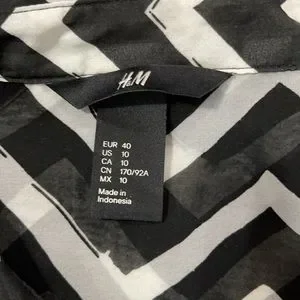 H&M
EUR 40
US 10
CA 10
CN 170/92A
MX 10
Made in
Indonesia